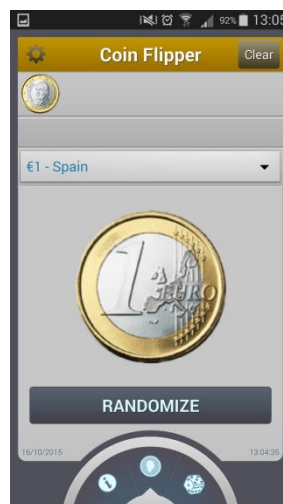 92% 13:05
Coin Flipper
Clear
€1 - Spain
1 EURO
RANDOMIZE
16/10/2015
13:04:35